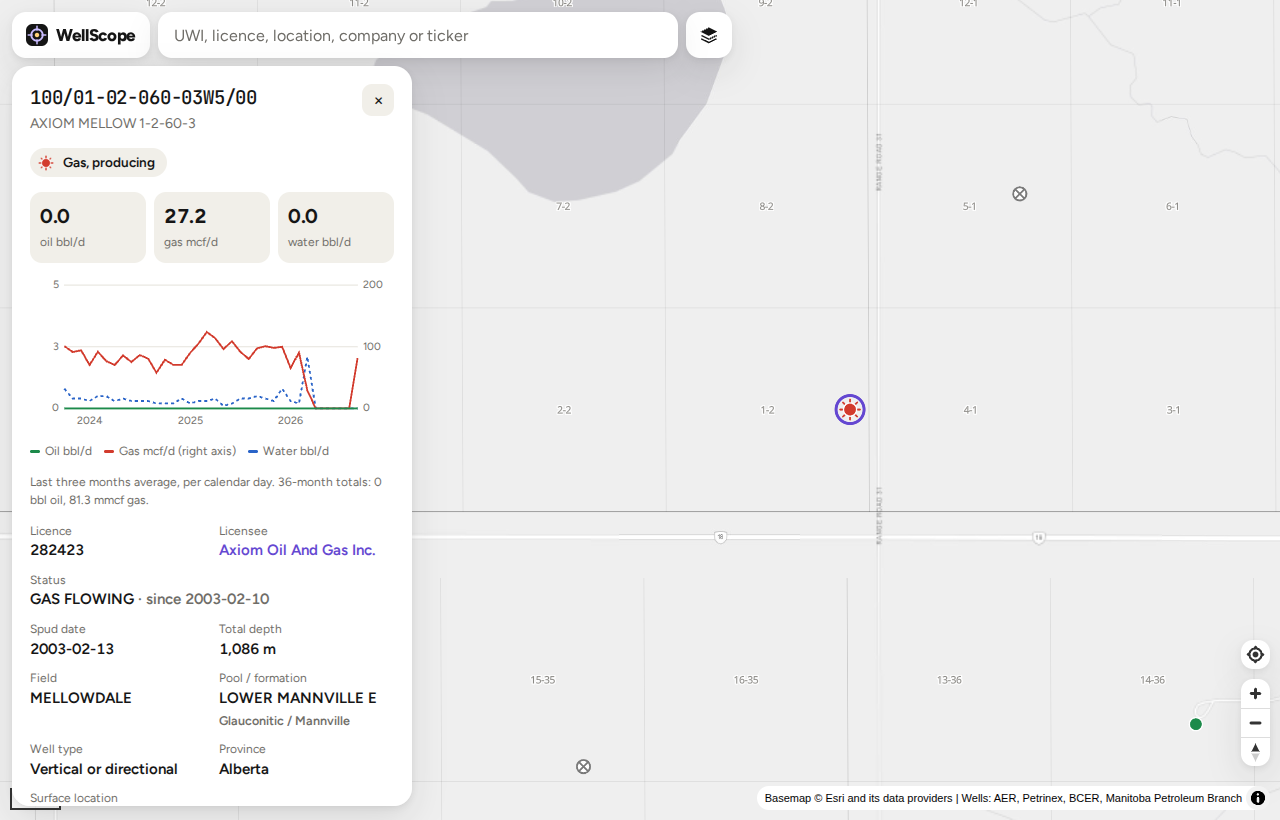 12-2
11-2
10-2
9-2
12-1
11-1
WellScope
UWI, licence, location, company or ticker
100/01-02-060-03W5/00
×
AXIOM MELLOW 1-2-60-3
Gas, producing
0.0
oil bbl/d
27.2
gas mcf/d
0.0
water bbl/d
5
200
3
100
0
0
2024
2025
2026
Oil bbl/d
Gas mcf/d (right axis)
Water bbl/d
Last three months average, per calendar day. 36-month totals: 0
bbl oil, 81.3 mmcf gas.
Licence
Licensee
282423
Axiom Oil And Gas Inc.
Status
GAS FLOWING · since 2003-02-10
Spud date
Total depth
2003-02-13
1,086 m
Field
Pool / formation
MELLOWDALE
LOWER MANNVILLE E
Glauconitic / Mannville
Well type
Province
Vertical or directional
Alberta
Surface location
RANGE ROAD 31
7-2
8-2
5-1
6-1
2-2
1-2
4-1
3-1
RANGE ROAD 31
18
18
15-35
16-35
13-36
14-36
Basemap © Esri and its data providers | Wells: AER, Petrinex, BCER, Manitoba Petroleum Branch